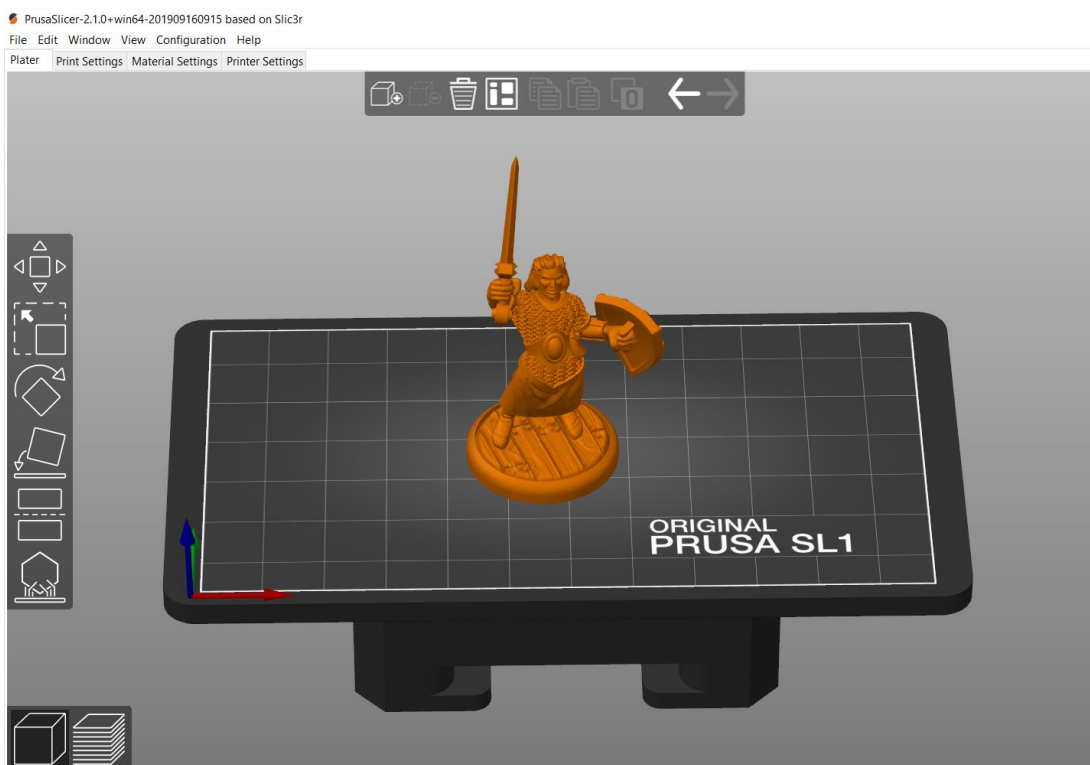 PrusaSlicer-2.1.0+win64-201909160915 based on Slic3r
File Edit Window View Configuration Help
Plater Print Settings Material Settings Printer Settings
0
ORIGINAL
PRUSA SL1